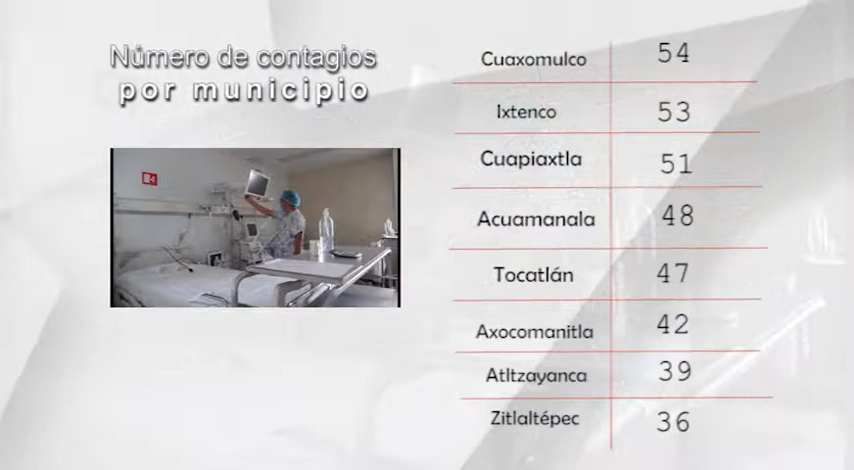 Número de contagios
por municipio
Cuaxomulco 54
Ixtenco 53
Cuapiaxtla 51
Acuamanala 48
Tocatlán 47
Axocomanitla 42
Atltzayanca 39
Zitlaltépec 36